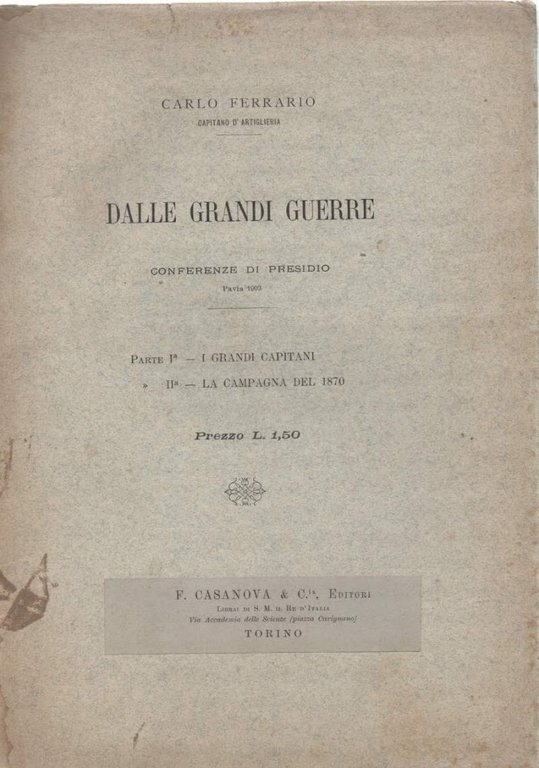 CARLO FERRARIO
CAPITANO D'ARTIGLIERIA
DALLE GRANDI GUERRE
CONFERENZE DI PRESIDIO
Pavia 1903
PARTE Iª — I GRANDI CAPITANI
» IIª — LA CAMPAGNA DEL 1870
Prezzo L. 1,50
F. CASANOVA & C.ia, EDITORI
LIBRAI DI S. M. IL RE D'ITALIA
Via Accademia delle Scienze (piazza Carignano)
TORINO